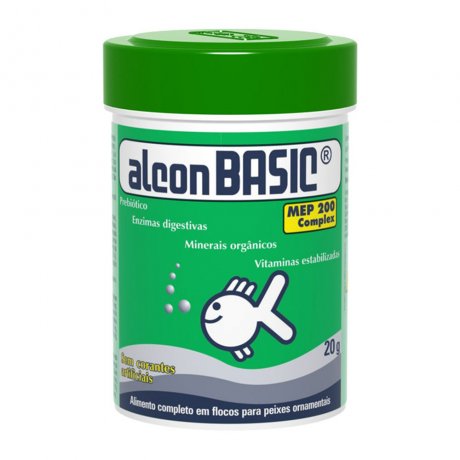 alconBASIC®
MEP 200
Complex
Prebiótico
Enzimas digestivas
Minerais orgânicos
Vitaminas estabilizadas
20g
Sem corantes
artificiais
Alimento completo em flocos para peixes ornamentais